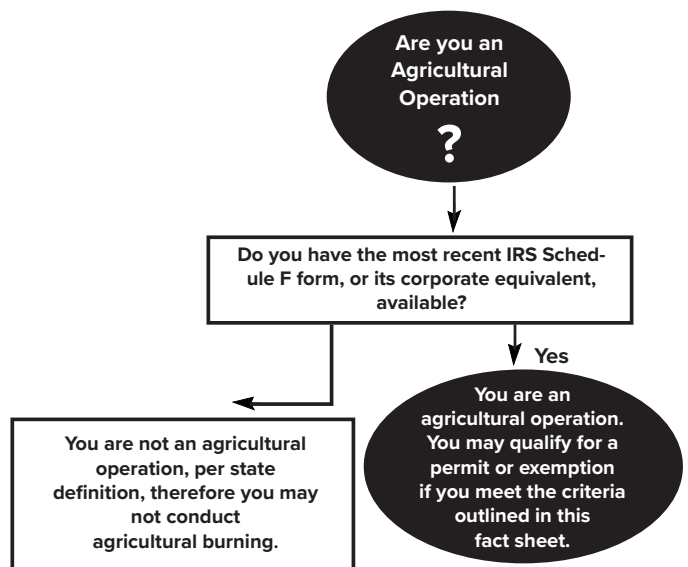 Are you an
Agricultural
Operation
?
Do you have the most recent IRS Sched-
ule F form, or its corporate equivalent,
available?
Yes
You are not an agricultural
operation, per state
definition, therefore you may
not conduct
agricultural burning.
You are an
agricultural operation.
You may qualify for a
permit or exemption
if you meet the criteria
outlined in this
fact sheet.